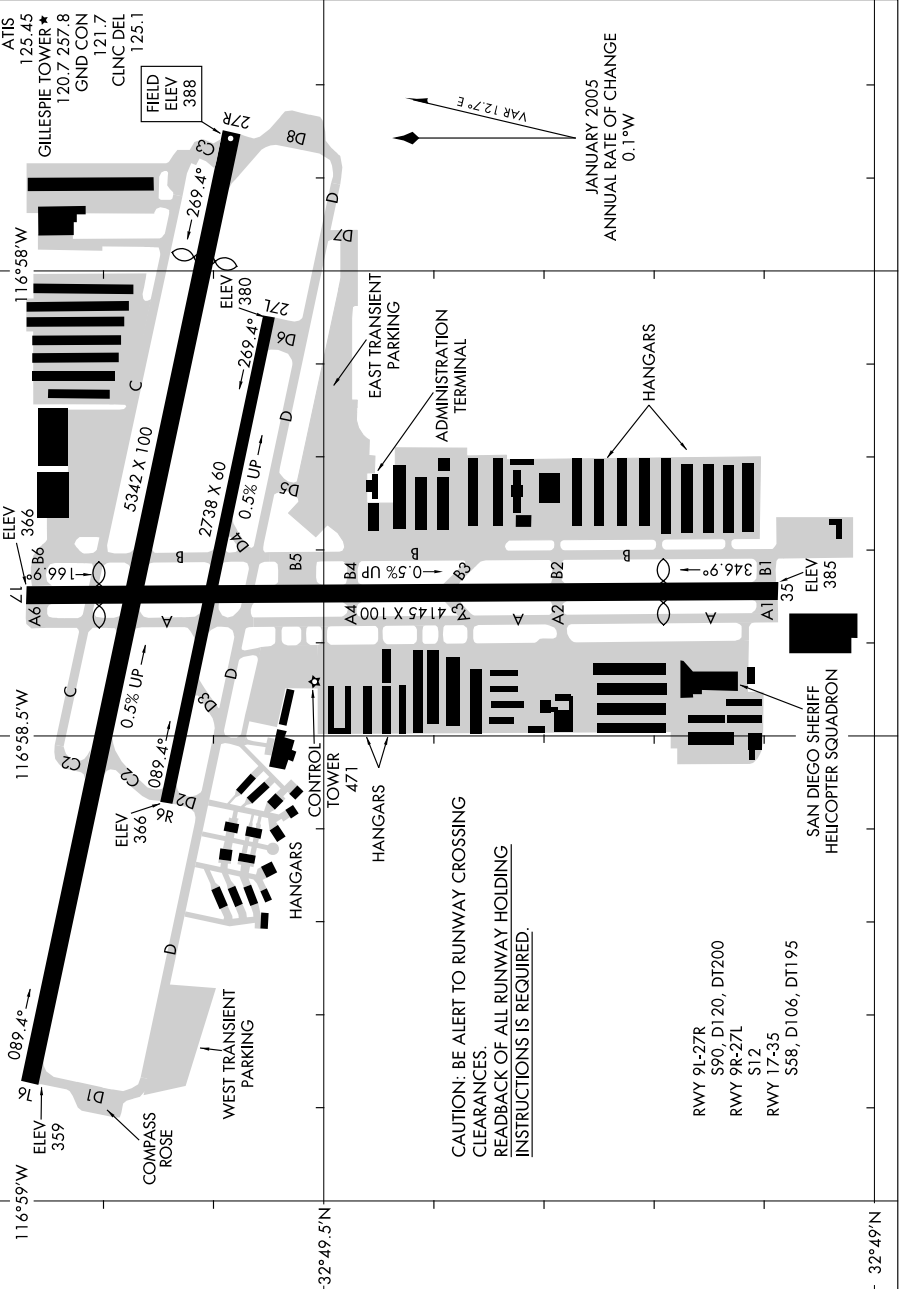 ATIS
125.45
GILLESPIE TOWER★
120.7 257.8
GND CON
121.7
CLNC DEL
125.1
FIELD
ELEV
388
27R
C3
D8
269.4°
D
D7
VAR 12.7° E
JANUARY 2005
ANNUAL RATE OF CHANGE
0.1°W
116°58'W
ELEV
380
27L
269.4°
D6
C
D
EAST TRANSIENT
PARKING
ADMINISTRATION
TERMINAL
HANGARS
5342 X 100
2738 X 60
0.5% UP
D5
D4
ELEV
366
17
B6
166.9°
A6
B
B5
B4
B
0.5% UP
B3
B2
B
346.9°
B1
35
ELEV
385
A
A4
4145 X 100
A3
A
A2
A
A1
116°58.5'W
C
C2
C2
0.5% UP
089.4°
D3
D
D2
9R
ELEV
366
CONTROL
TOWER
471
HANGARS
HANGARS
SAN DIEGO SHERIFF
HELICOPTER SQUADRON
D
WEST TRANSIENT
PARKING
089.4°
9L
ELEV
359
D1
COMPASS
ROSE
116°59'W
32°49.5'N
32°49'N
CAUTION: BE ALERT TO RUNWAY CROSSING
CLEARANCES.
READBACK OF ALL RUNWAY HOLDING
INSTRUCTIONS IS REQUIRED.
RWY 9L-27R
S90, D120, DT200
RWY 9R-27L
S12
RWY 17-35
S58, D106, DT195